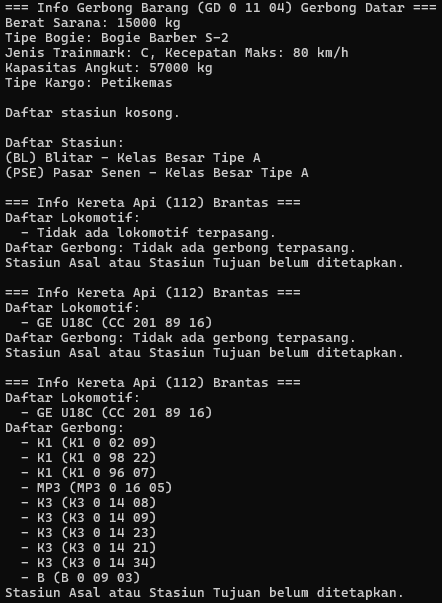 === Info Gerbong Barang (GD 0 11 04) Gerbong Datar ===
Berat Sarana: 15000 kg
Tipe Bogie: Bogie Barber S-2
Jenis Trainmark: C, Kecepatan Maks: 80 km/h
Kapasitas Angkut: 57000 kg
Tipe Kargo: Petikemas

Daftar stasiun kosong.

Daftar Stasiun:
(BL) Blitar - Kelas Besar Tipe A
(PSE) Pasar Senen - Kelas Besar Tipe A

=== Info Kereta Api (112) Brantas ===
Daftar Lokomotif:
  - Tidak ada lokomotif terpasang.
Daftar Gerbong: Tidak ada gerbong terpasang.
Stasiun Asal atau Stasiun Tujuan belum ditetapkan.

=== Info Kereta Api (112) Brantas ===
Daftar Lokomotif:
  - GE U18C (CC 201 89 16)
Daftar Gerbong: Tidak ada gerbong terpasang.
Stasiun Asal atau Stasiun Tujuan belum ditetapkan.

=== Info Kereta Api (112) Brantas ===
Daftar Lokomotif:
  - GE U18C (CC 201 89 16)
Daftar Gerbong:
  - K1 (K1 0 02 09)
  - K1 (K1 0 98 22)
  - K1 (K1 0 96 07)
  - MP3 (MP3 0 16 05)
  - K3 (K3 0 14 08)
  - K3 (K3 0 14 09)
  - K3 (K3 0 14 23)
  - K3 (K3 0 14 21)
  - K3 (K3 0 14 34)
  - B (B 0 09 03)
Stasiun Asal atau Stasiun Tujuan belum ditetapkan.